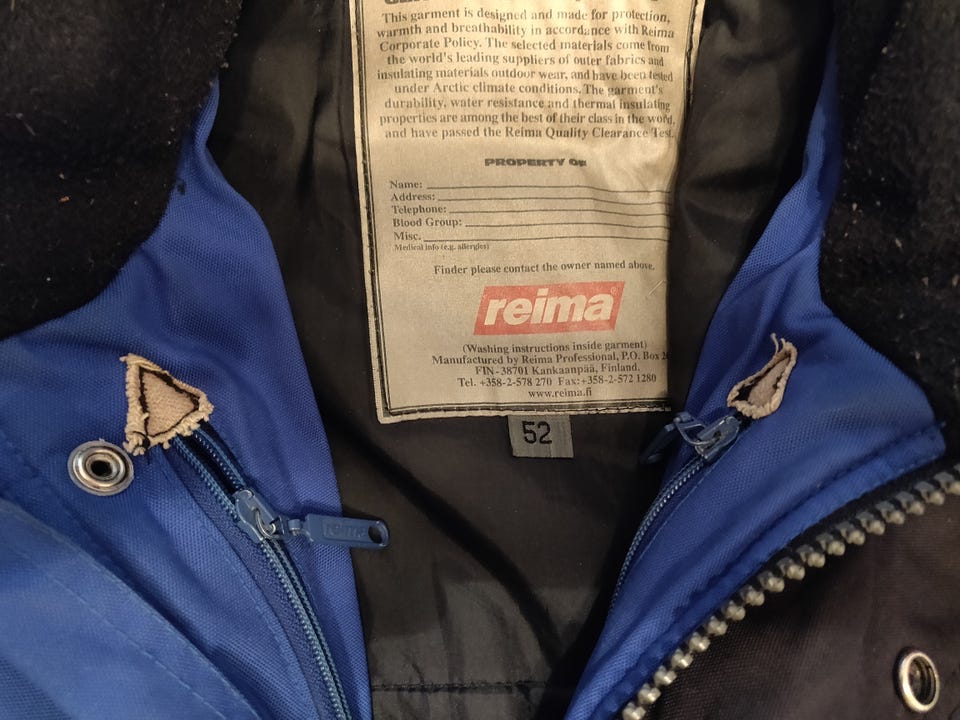 This garment is designed and made for protection,
warmth and breathability in accordance with Reima
Corporate Policy. The selected materials come from
the world's leading suppliers of outer fabrics and
insulating materials outdoor wear, and have been tested
under Arctic climate conditions. The garment's
durability, water resistance and thermal insulating
properties are among the best of their class in the world,
and have passed the Reima Quality Clearance Test.
PROPERTY OF
Name:
Address:
Telephone:
Blood Group:
Misc.
Medical info (e.g. allergies)
Finder please contact the owner named above.
reima®
(Washing instructions inside garment)
Manufactured by Reima Professional, P.O. Box 2
FIN-38701 Kankaanpää, Finland.
Tel. +358-2-578 270 Fax:+358-2-572 1280
www.reima.fi
52
reima